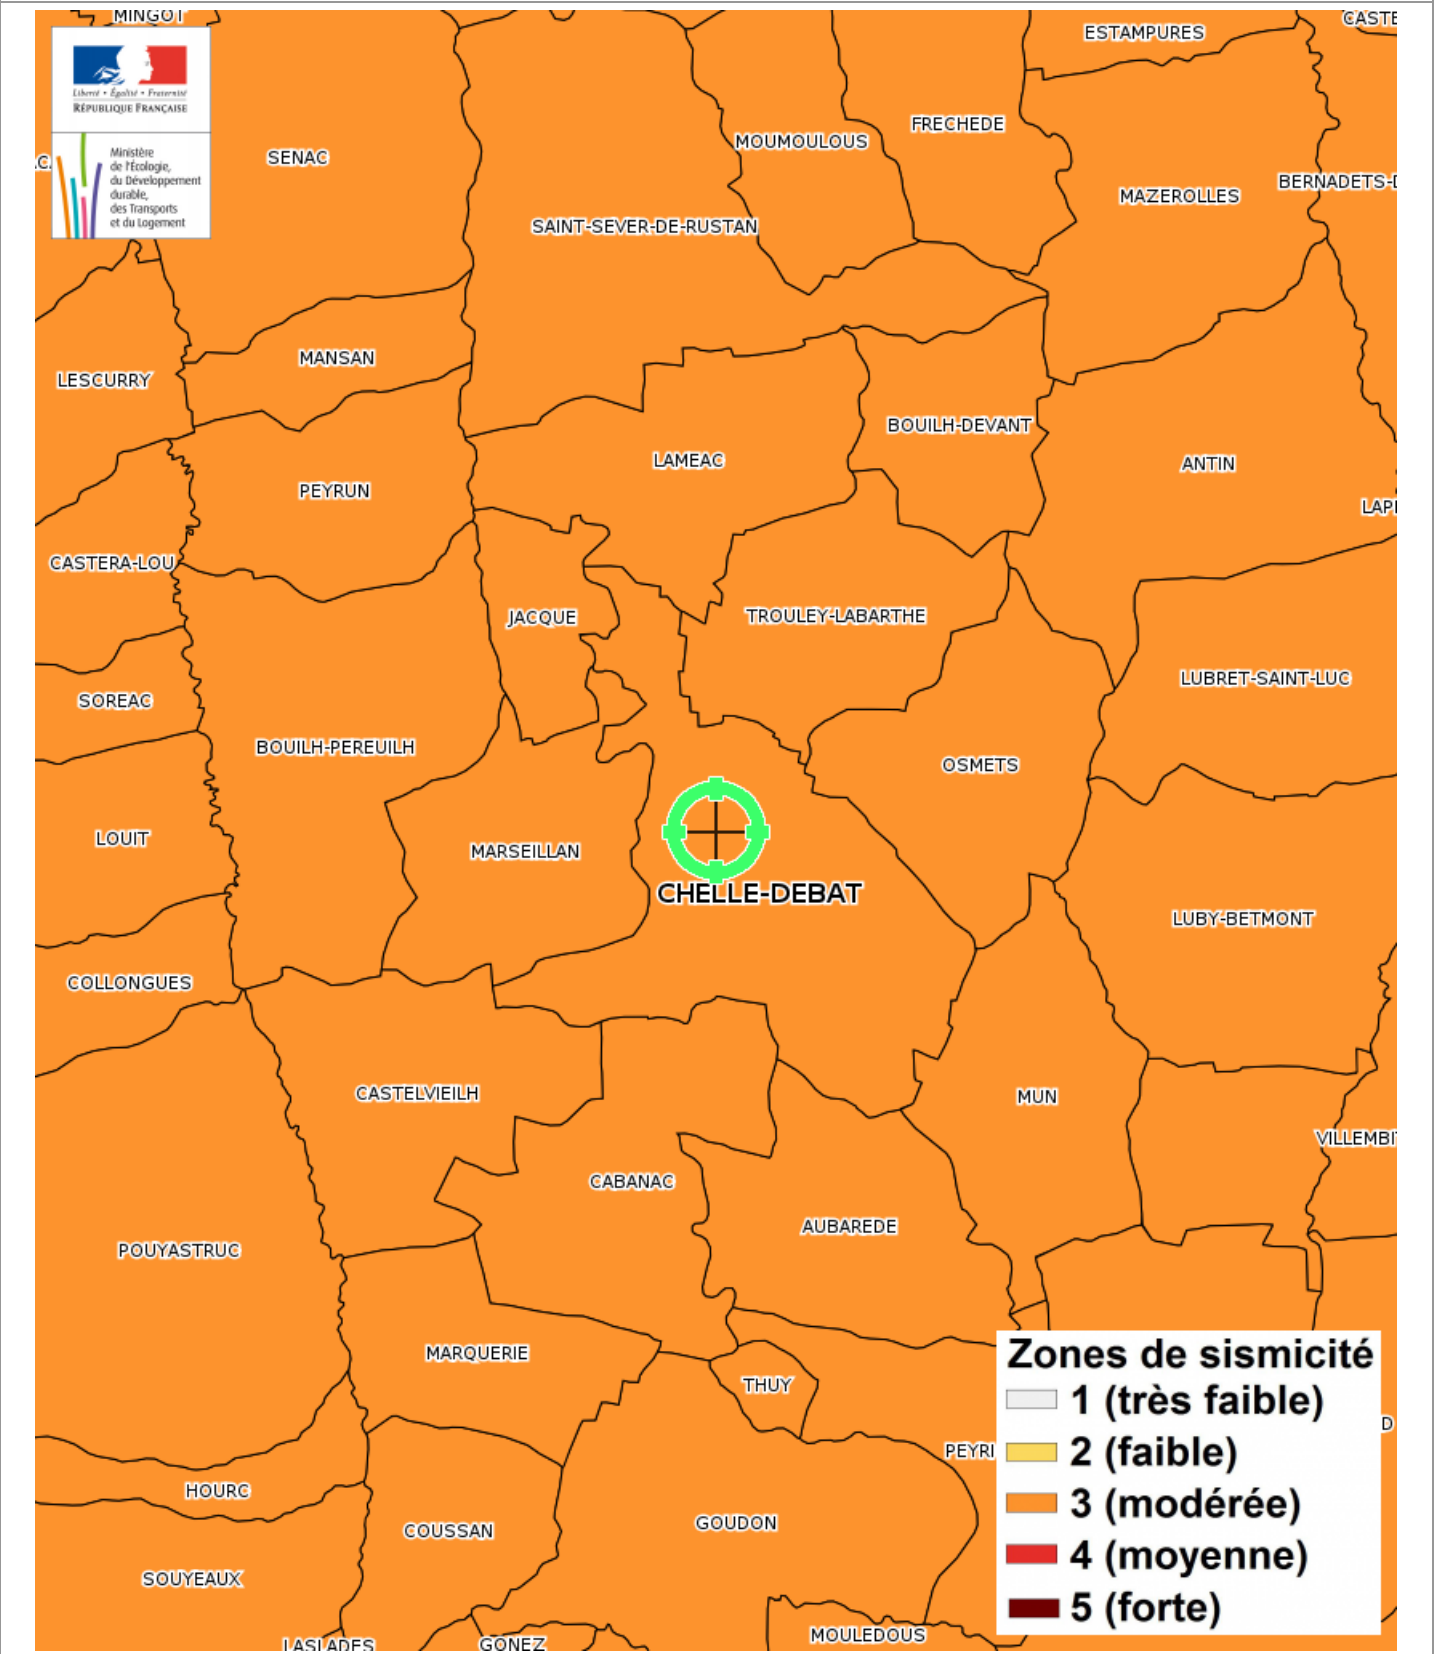 MINGOT
CASTE
ESTAMPURES
Liberté • Égalité • Fraternité
RÉPUBLIQUE FRANÇAISE
FRECHEDE
MOUMOULOUS
Ministère
de l'Écologie,
du Développement
durable,
des Transports
et du Logement
SENAC
BERNADETS-D
MAZEROLLES
SAINT-SEVER-DE-RUSTAN
MANSAN
LESCURRY
BOUILH-DEVANT
LAMEAC
ANTIN
PEYRUN
LAP
CASTERA-LOU
JACQUE
TROULEY-LABARTHE
LUBRET-SAINT-LUC
SOREAC
BOUILH-PEREUILH
OSMETS
LOUIT
MARSEILLAN
CHELLE-DEBAT
LUBY-BETMONT
COLLONGUES
CASTELVIEILH
MUN
VILLEMBI
CABANAC
AUBAREDE
POUYASTRUC
MARQUERIE
THUY
Zones de sismicité
1 (très faible)
2 (faible)
3 (modérée)
4 (moyenne)
5 (forte)
D
PEYRI
HOURC
GOUDON
COUSSAN
SOUYEAUX
MOULEDOUS
LASLADES
GONEZ